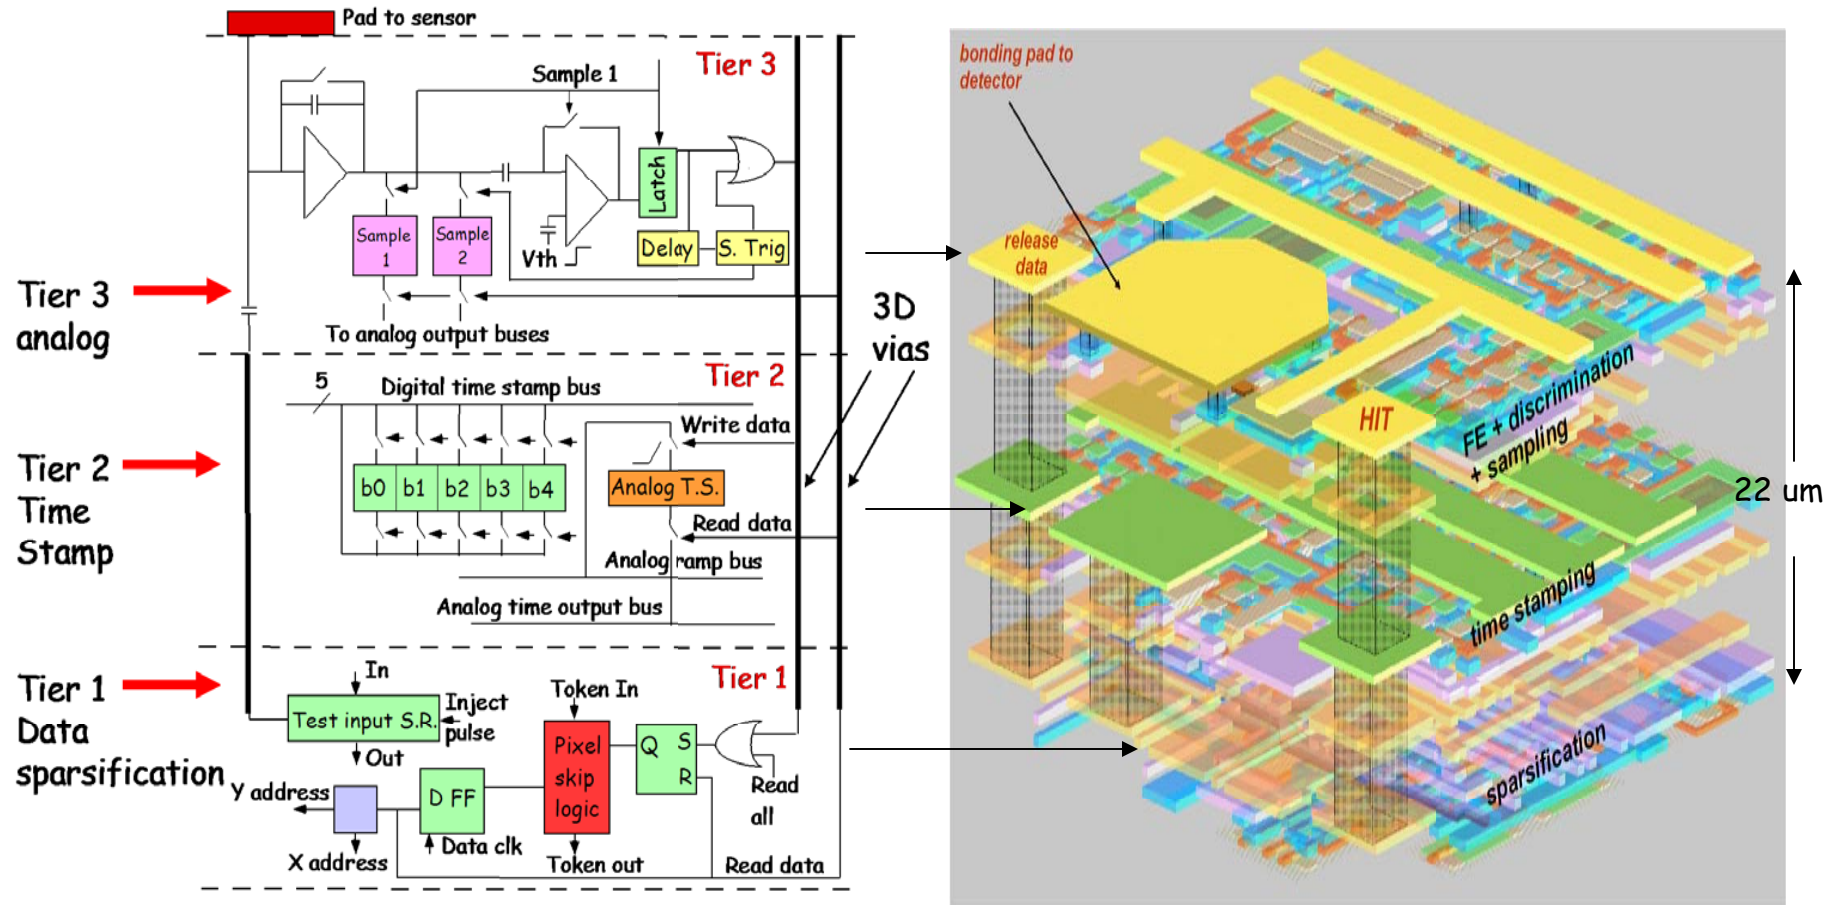 Pad to sensor
Tier 3
Sample 1
Latch
Sample
1
Sample
2
Vth
Delay
S. Trig
To analog output buses
Tier 3
analog
3D
vias
Tier 2
5
Digital time stamp bus
Write data
b0 b1 b2 b3 b4
Analog T.S.
Read data
Analog ramp bus
Analog time output bus
Tier 2
Time
Stamp
Tier 1
In
Test input S.R.
Inject
pulse
Out
Token In
Pixel
skip
logic
Q S
R
Read
all
Y address
D FF
Data clk
X address
Token out
Read data
Tier 1
Data
sparsification
bonding pad to
detector
release
data
HIT
FE + discrimination
+ sampling
time stamping
sparsification
22 um